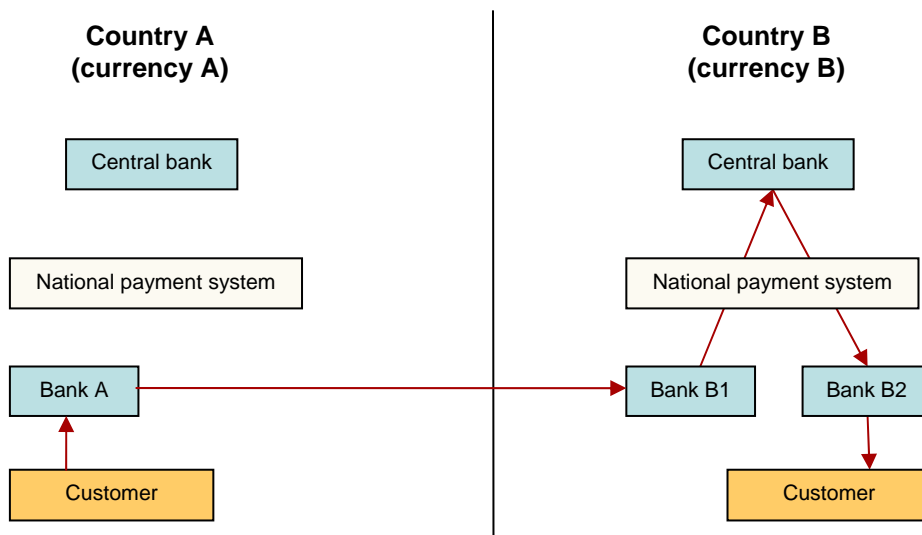 Country A
(currency A)
Country B
(currency B)
Central bank
Central bank
National payment system
National payment system
Bank A
Bank B1
Bank B2
Customer
Customer